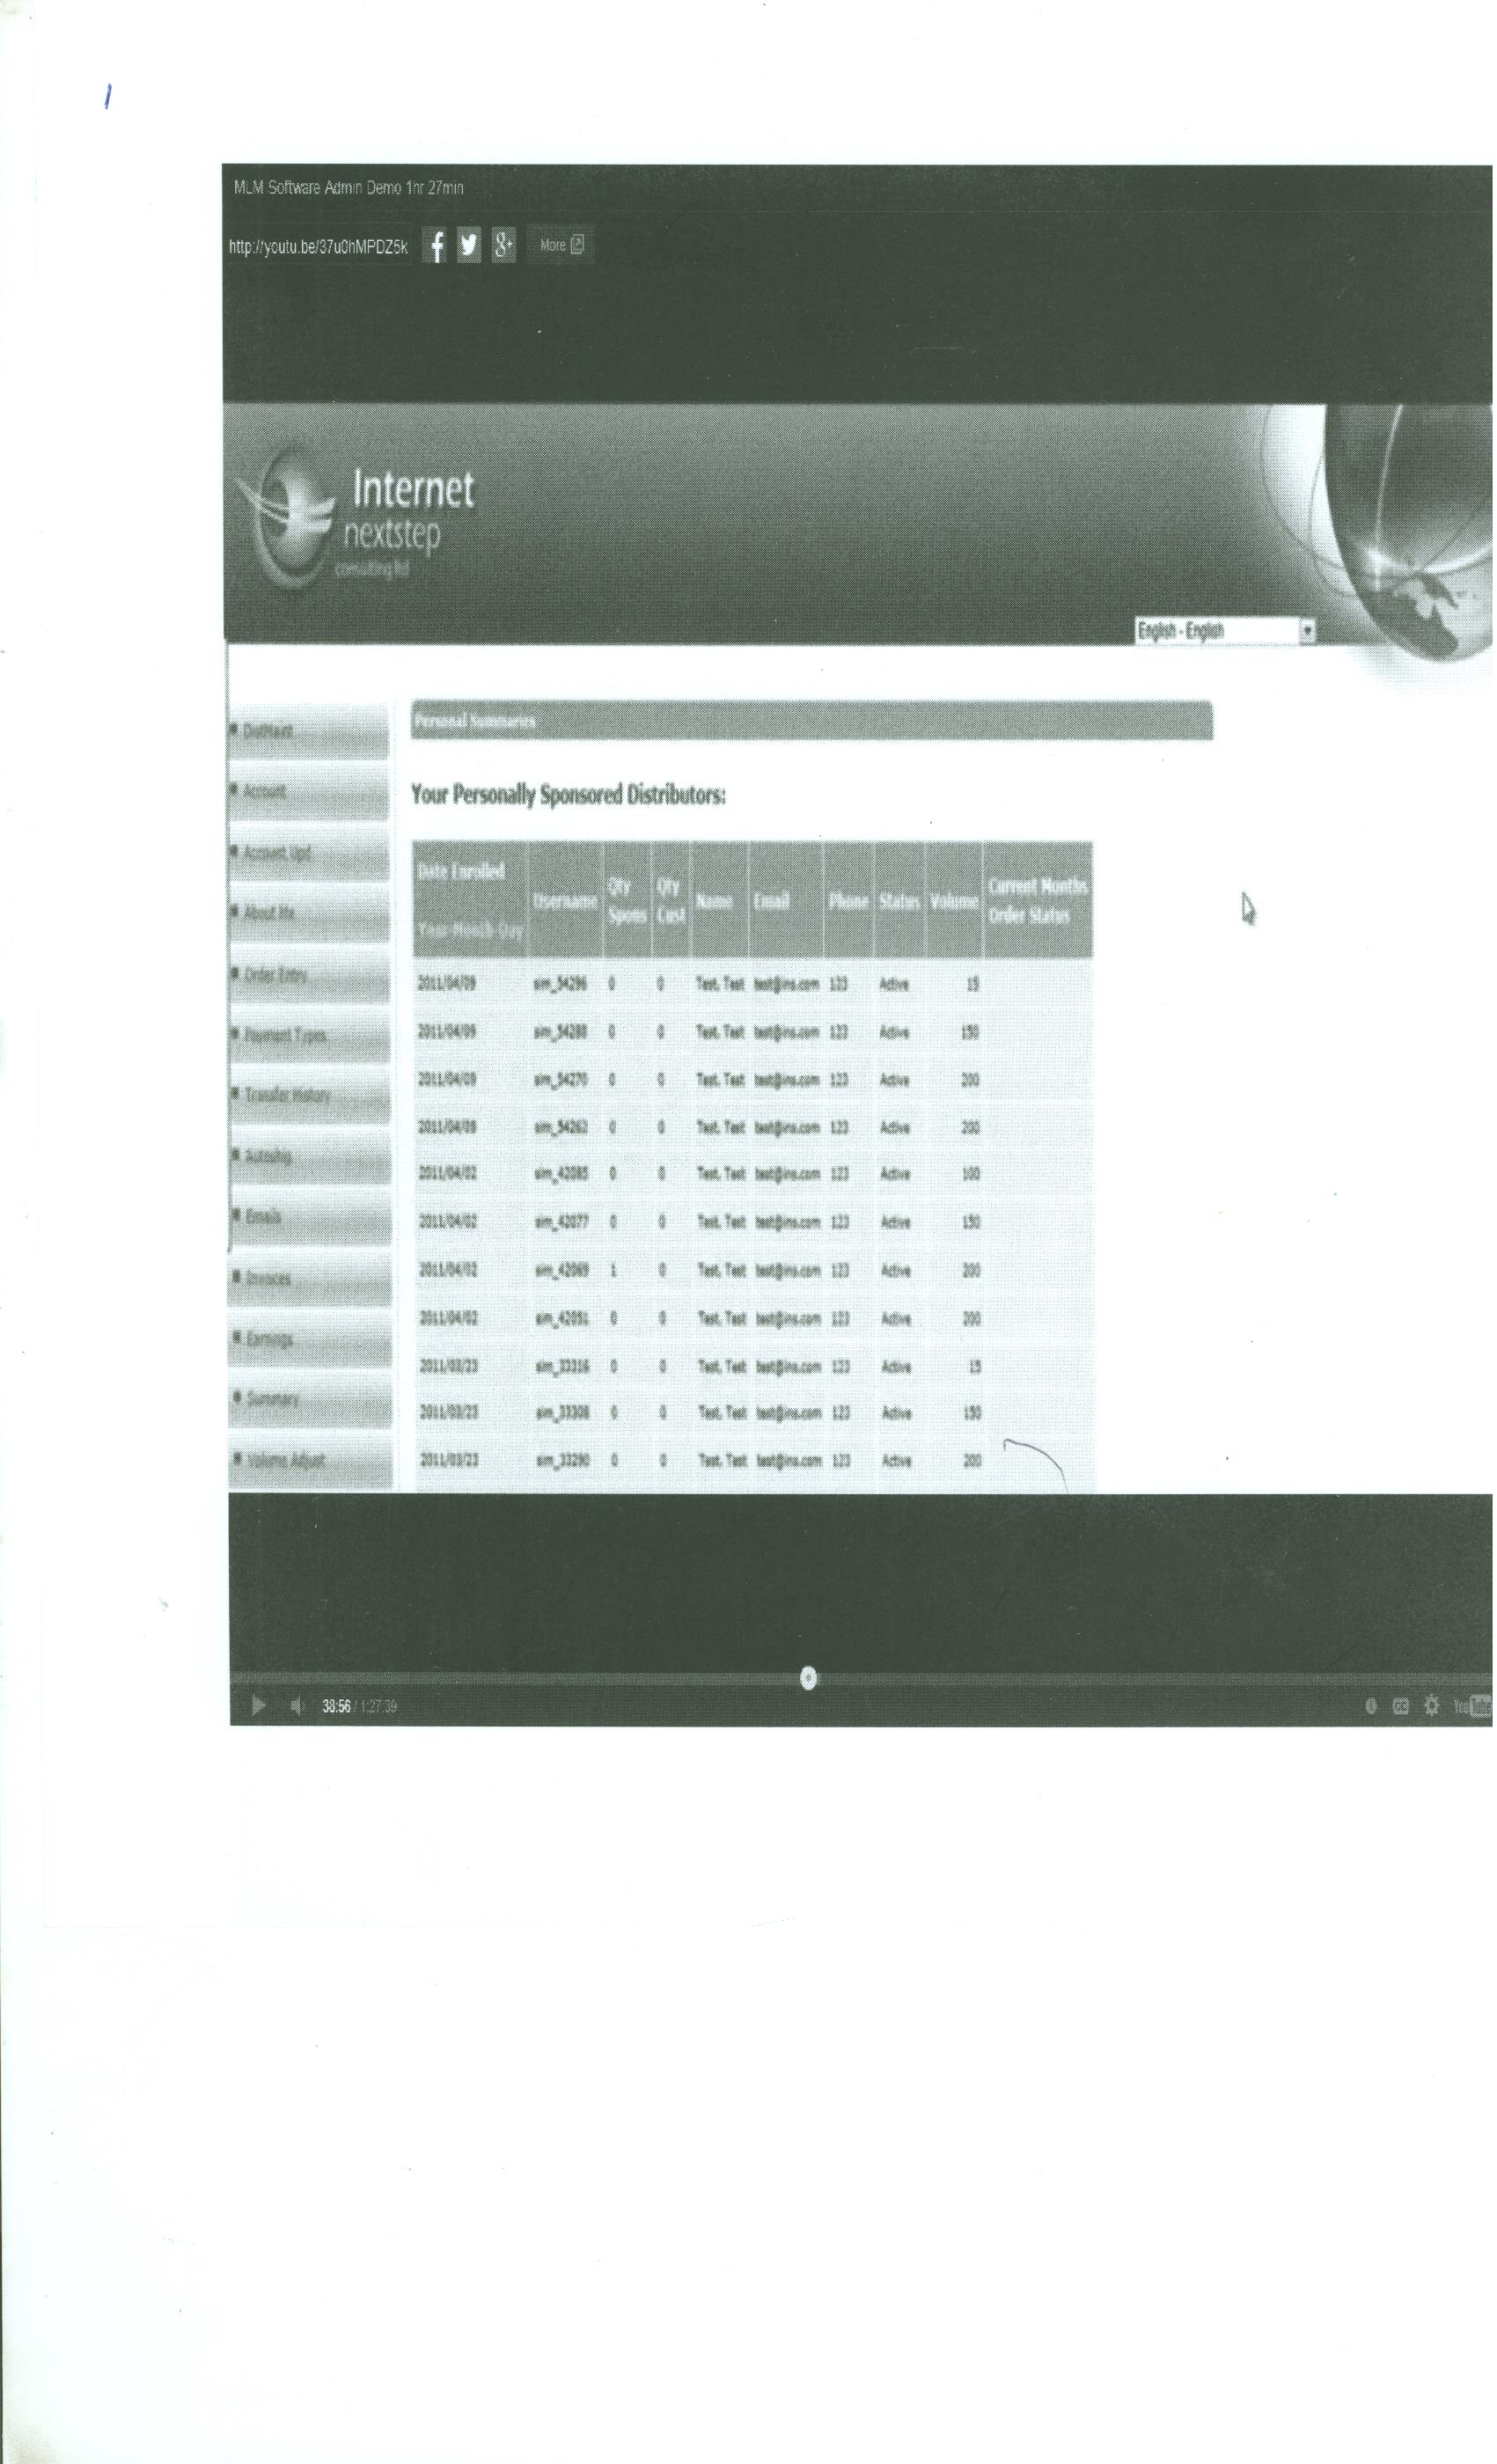 1
MLM Software Admin Demo 1hr 27min
http://youtu.be/37u0hMPDZ5k f 8+ More
Internet
nextstep
consulting ltd
English - English
Personal Summaries
DistMaint
Account
Account Upd
About Me
Order Entry
Payment Types
Transfer History
Autoship
Emails
Invoices
Earnings
Summary
Volume Adjust
Your Personally Sponsored Distributors:
Date Enrolled Year-Month-Day Username Qty Spons Qty Cust Name Email Phone Status Volume Current Months Order Status
2011/04/09 sim_54296 0 0 Test, Test test@ins.com 123 Active 15
2011/04/09 sim_54288 0 0 Test, Test test@ins.com 123 Active 150
2011/04/09 sim_54270 0 0 Test, Test test@ins.com 123 Active 200
2011/04/09 sim_54262 0 0 Test, Test test@ins.com 123 Active 200
2011/04/02 sim_42085 0 0 Test, Test test@ins.com 123 Active 100
2011/04/02 sim_42077 0 0 Test, Test test@ins.com 123 Active 150
2011/04/02 sim_42069 1 0 Test, Test test@ins.com 123 Active 200
2011/04/02 sim_42051 0 0 Test, Test test@ins.com 123 Active 200
2011/03/23 sim_33316 0 0 Test, Test test@ins.com 123 Active 15
2011/03/23 sim_33308 0 0 Test, Test test@ins.com 123 Active 150
2011/03/23 sim_33290 0 0 Test, Test test@ins.com 123 Active 200
38:56 / 1:27:39 CC YouTube